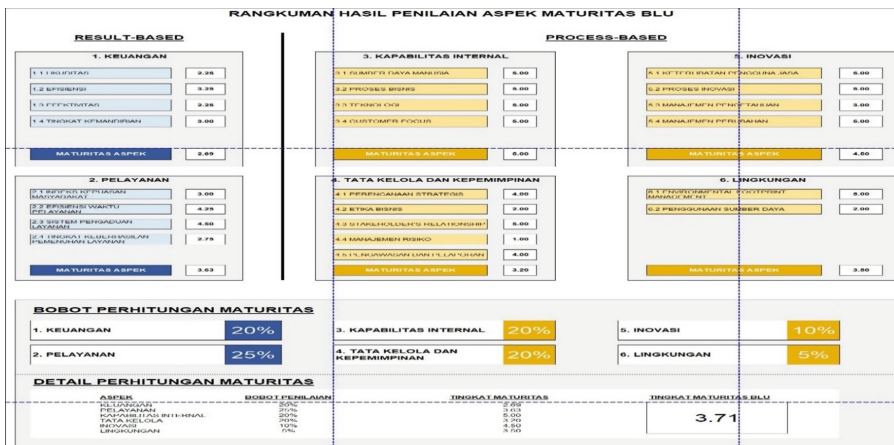 RANGKUMAN HASIL PENILAIAN ASPEK MATURITAS BLU
RESULT-BASED
PROCESS-BASED
1. KEUANGAN
1.1 LIKUIDITAS 2.25
1.2 EFISIENSI 3.25
1.3 EFEKTIVITAS 2.25
1.4 TINGKAT KEMANDIRIAN 3.00
MATURITAS ASPEK 2.69
2. PELAYANAN
2.1 INDEKS KEPUASAN
MASYARAKAT 3.00
2.2 EFISIENSI WAKTU
PELAYANAN 4.25
2.3 SISTEM PENGADUAN
LAYANAN 4.50
2.4 TINGKAT KEBERHASILAN
PEMENUHAN LAYANAN 2.75
MATURITAS ASPEK 3.63
3. KAPABILITAS INTERNAL
3.1 SUMBER DAYA MANUSIA 5.00
3.2 PROSES BISNIS 5.00
3.3 TEKNOLOGI 5.00
3.4 CUSTOMER FOCUS 5.00
MATURITAS ASPEK 5.00
4. TATA KELOLA DAN KEPEMIMPINAN
4.1 PERENCANAAN STRATEGIS 4.00
4.2 ETIKA BISNIS 2.00
4.3 STAKEHOLDER'S RELATIONSHIP 5.00
4.4 MANAJEMEN RISIKO 1.00
4.5 PENGAWASAN DAN PELAPORAN 4.00
MATURITAS ASPEK 3.20
5. INOVASI
5.1 KETERLIBATAN PENGGUNA JASA 5.00
5.2 PROSES INOVASI 5.00
5.3 MANAJEMEN PENGETAHUAN 3.00
5.4 MANAJEMEN PERUBAHAN 5.00
MATURITAS ASPEK 4.50
6. LINGKUNGAN
6.1 ENVIRONMENTAL FOOTPRINT
MANAGEMENT 5.00
6.2 PENGGUNAAN SUMBER DAYA 2.00
MATURITAS ASPEK 3.50
BOBOT PERHITUNGAN MATURITAS
1. KEUANGAN 20%
3. KAPABILITAS INTERNAL 20%
5. INOVASI 10%
2. PELAYANAN 25%
4. TATA KELOLA DAN
KEPEMIMPINAN 20%
6. LINGKUNGAN 5%
DETAIL PERHITUNGAN MATURITAS
ASPEK BOBOT PENILAIAN TINGKAT MATURITAS TINGKAT MATURITAS BLU
KEUANGAN 20% 2.69
PELAYANAN 25% 3.63
KAPABILITAS INTERNAL 20% 5.00
TATA KELOLA 20% 3.20
INOVASI 10% 4.50
LINGKUNGAN 5% 3.50
3.71